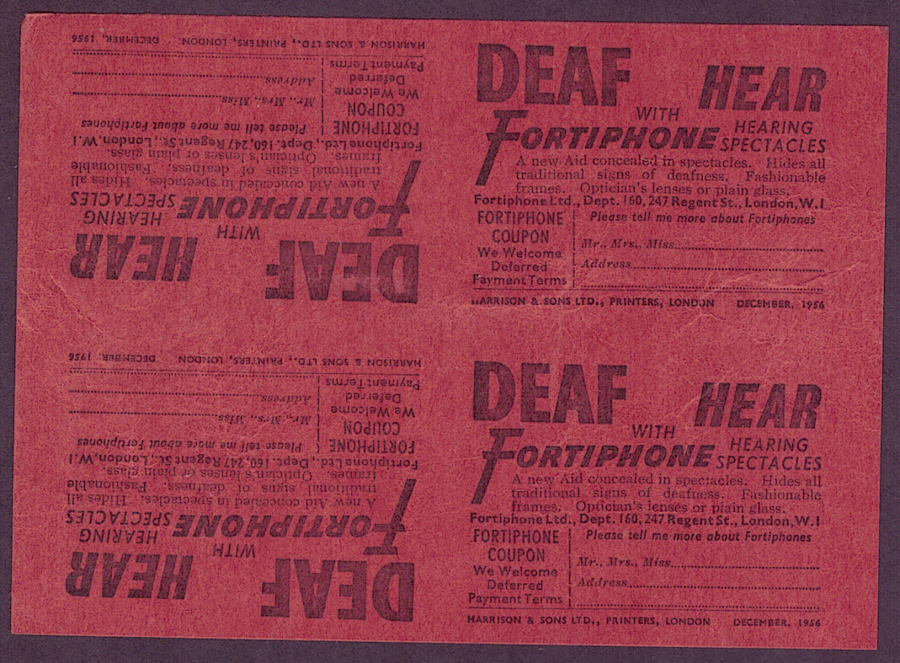 DEAF HEAR
WITH
FORTIPHONE HEARING SPECTACLES
A new Aid concealed in spectacles. Hides all
traditional signs of deafness. Fashionable
frames. Optician's lenses or plain glass.
Fortiphone Ltd., Dept. 160, 247 Regent St., London, W.1
FORTIPHONE Please tell me more about Fortiphones
COUPON Mr., Mrs., Miss
We Welcome
Deferred Address
Payment Terms
HARRISON & SONS LTD., PRINTERS, LONDON DECEMBER, 1956
DEAF HEAR
WITH
FORTIPHONE HEARING SPECTACLES
A new Aid concealed in spectacles. Hides all
traditional signs of deafness. Fashionable
frames. Optician's lenses or plain glass.
Fortiphone Ltd., Dept. 160, 247 Regent St., London, W.1
FORTIPHONE Please tell me more about Fortiphones
COUPON Mr., Mrs., Miss
We Welcome
Deferred Address
Payment Terms
ARRISON & SONS LTD., PRINTERS, LONDON DECEMBER, 1956
DEAF HEAR
WITH
FORTIPHONE HEARING SPECTACLES
A new Aid concealed in spectacles. Hides all
traditional signs of deafness. Fashionable
frames. Optician's lenses or plain glass.
Fortiphone Ltd., Dept. 160, 247 Regent St., London, W.1
FORTIPHONE Please tell me more about Fortiphones
COUPON Mr., Mrs., Miss
We Welcome
Deferred Address
Payment Terms
HARRISON & SONS LTD., PRINTERS, LONDON DECEMBER, 1956
DEAF HEAR
WITH
FORTIPHONE HEARING SPECTACLES
A new Aid concealed in spectacles. Hides all
traditional signs of deafness. Fashionable
frames. Optician's lenses or plain glass.
Fortiphone Ltd., Dept. 160, 247 Regent St., London, W.1
FORTIPHONE Please tell me more about Fortiphones
COUPON Mr., Mrs., Miss
We Welcome
Deferred Address
Payment Terms
HARRISON & SONS LTD., PRINTERS, LONDON DECEMBER, 1956